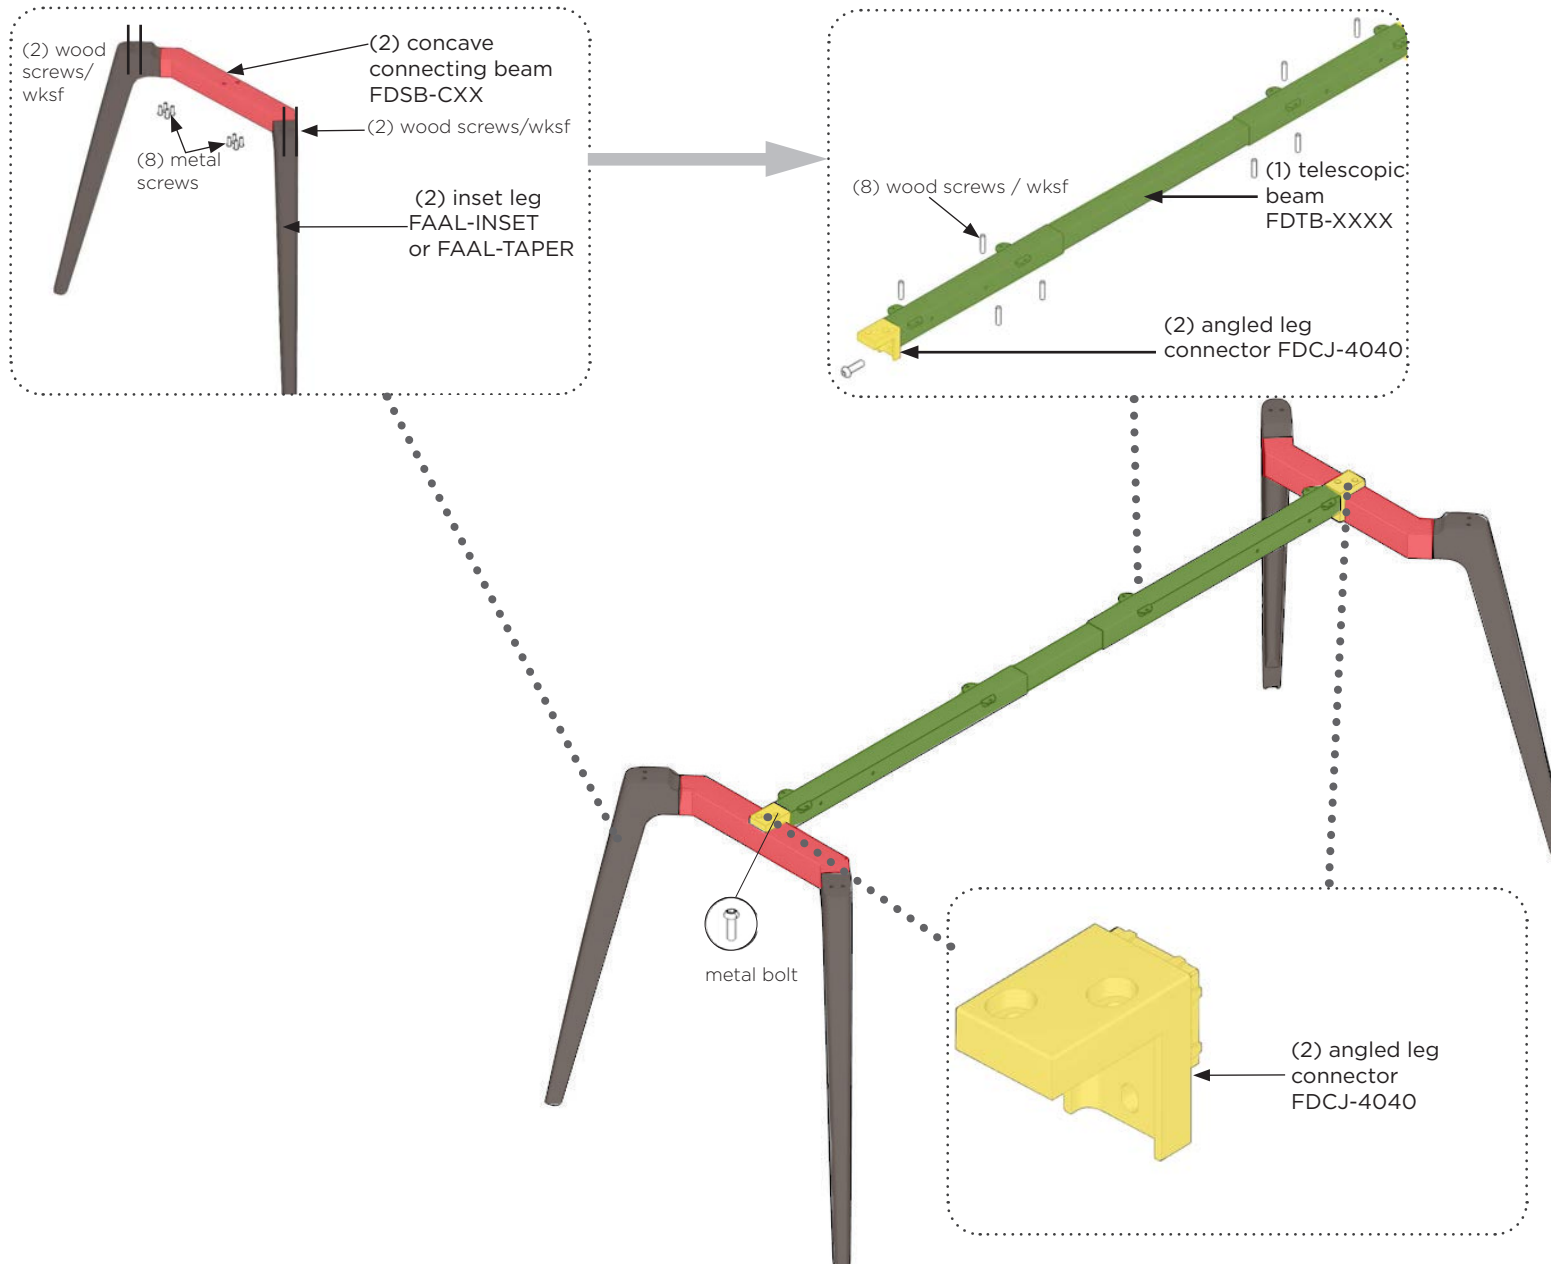 (2) wood
screws/
wksf
(2) concave
connecting beam
FDSB-CXX
(2) wood screws/wksf
(8) metal
screws
(2) inset leg
FAAL-INSET
or FAAL-TAPER
(8) wood screws / wksf
(1) telescopic
beam
FDTB-XXXX
(2) angled leg
connector FDCJ-4040
metal bolt
(2) angled leg
connector
FDCJ-4040